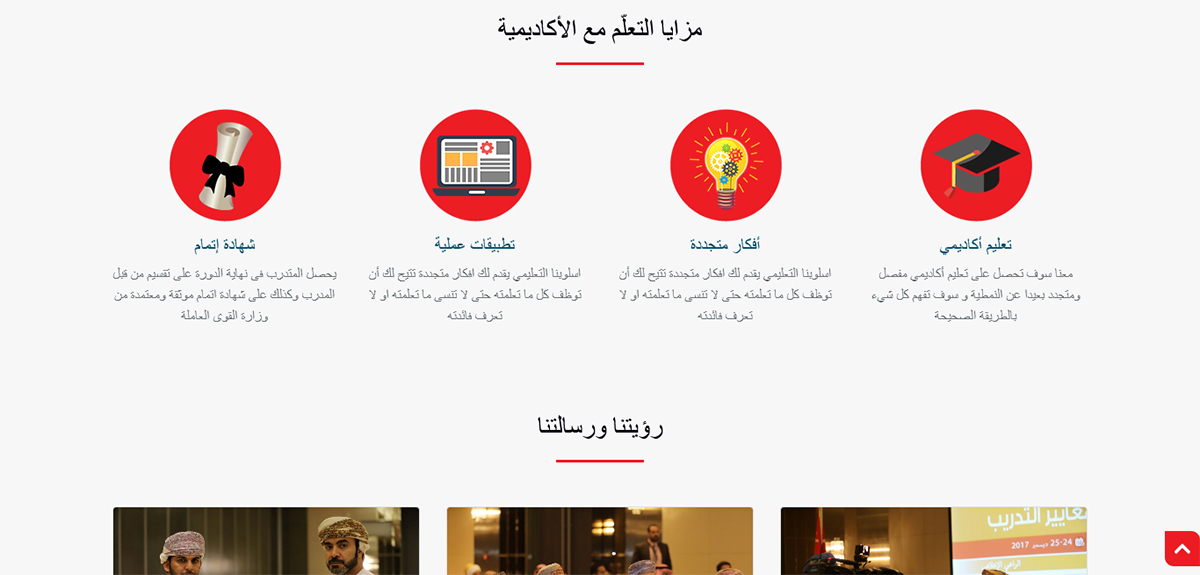 مزايا التعلّم مع الأكاديمية
تعليم أكاديمي
معنا سوف تحصل على تعليم أكاديمي مفصل
ومتجدد بعيدا عن النمطية و سوف تفهم كل شيء
بالطريقة الصحيحة
أفكار متجددة
اسلوبنا التعليمي يقدم لك افكار متجددة تتيح لك أن
توظف كل ما تعلمته حتى لا تنسى ما تعلمته او لا
تعرف فائدته
تطبيقات عملية
اسلوبنا التعليمي يقدم لك افكار متجددة تتيح لك أن
توظف كل ما تعلمته حتى لا تنسى ما تعلمته او لا
تعرف فائدته
شهادة إتمام
يحصل المتدرب فى نهاية الدورة على تقسيم من قبل
المدرب وكذلك على شهادة اتمام موثقة ومعتمدة من
وزارة القوى العاملة
رؤيتنا ورسالتنا
معايير التدريب
24-25 ديسمبر 2017